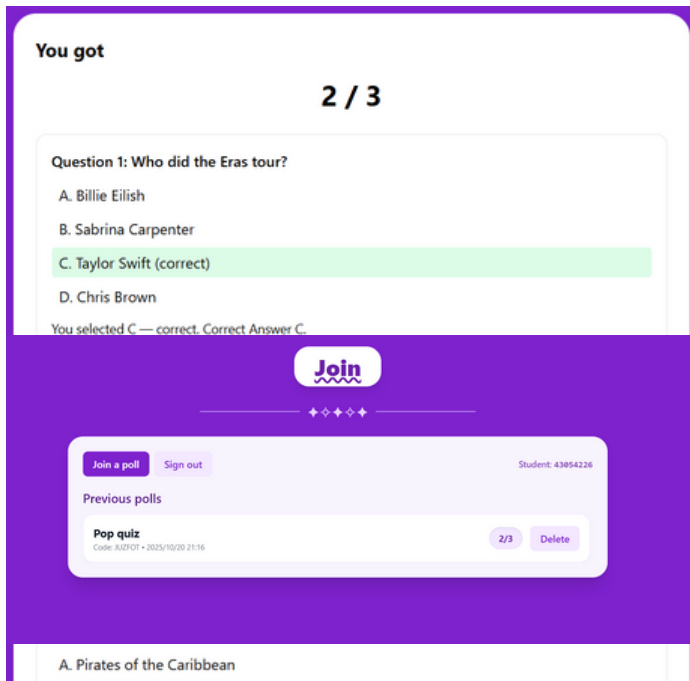 You got
2 / 3
Question 1: Who did the Eras tour?
A. Billie Eilish
B. Sabrina Carpenter
C. Taylor Swift (correct)
D. Chris Brown
You selected C — correct. Correct Answer C.
Join
Join a poll Sign out Student: 43054226
Previous polls
Pop quiz
Code: JUZFOT • 2025/10/20 21:16
2/3 Delete
A. Pirates of the Caribbean